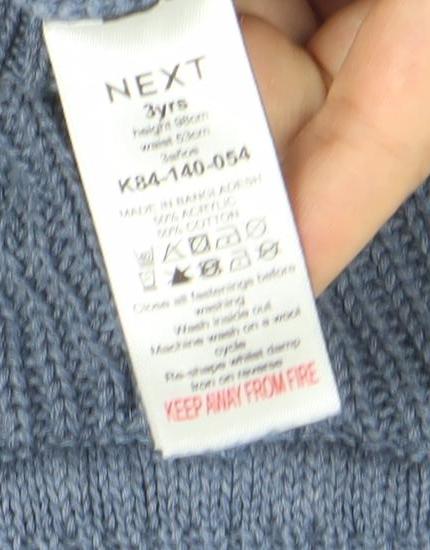 NEXT
3yrs
height 98cm
waist 53cm
3años
K84-140-054
MADE IN BANGLADESH
50% ACRYLIC
50% COTTON
Close all fastenings before
washing
Wash inside out
Machine wash on a wool
cycle
Re-shape whilst damp
Iron on reverse
KEEP AWAY FROM FIRE